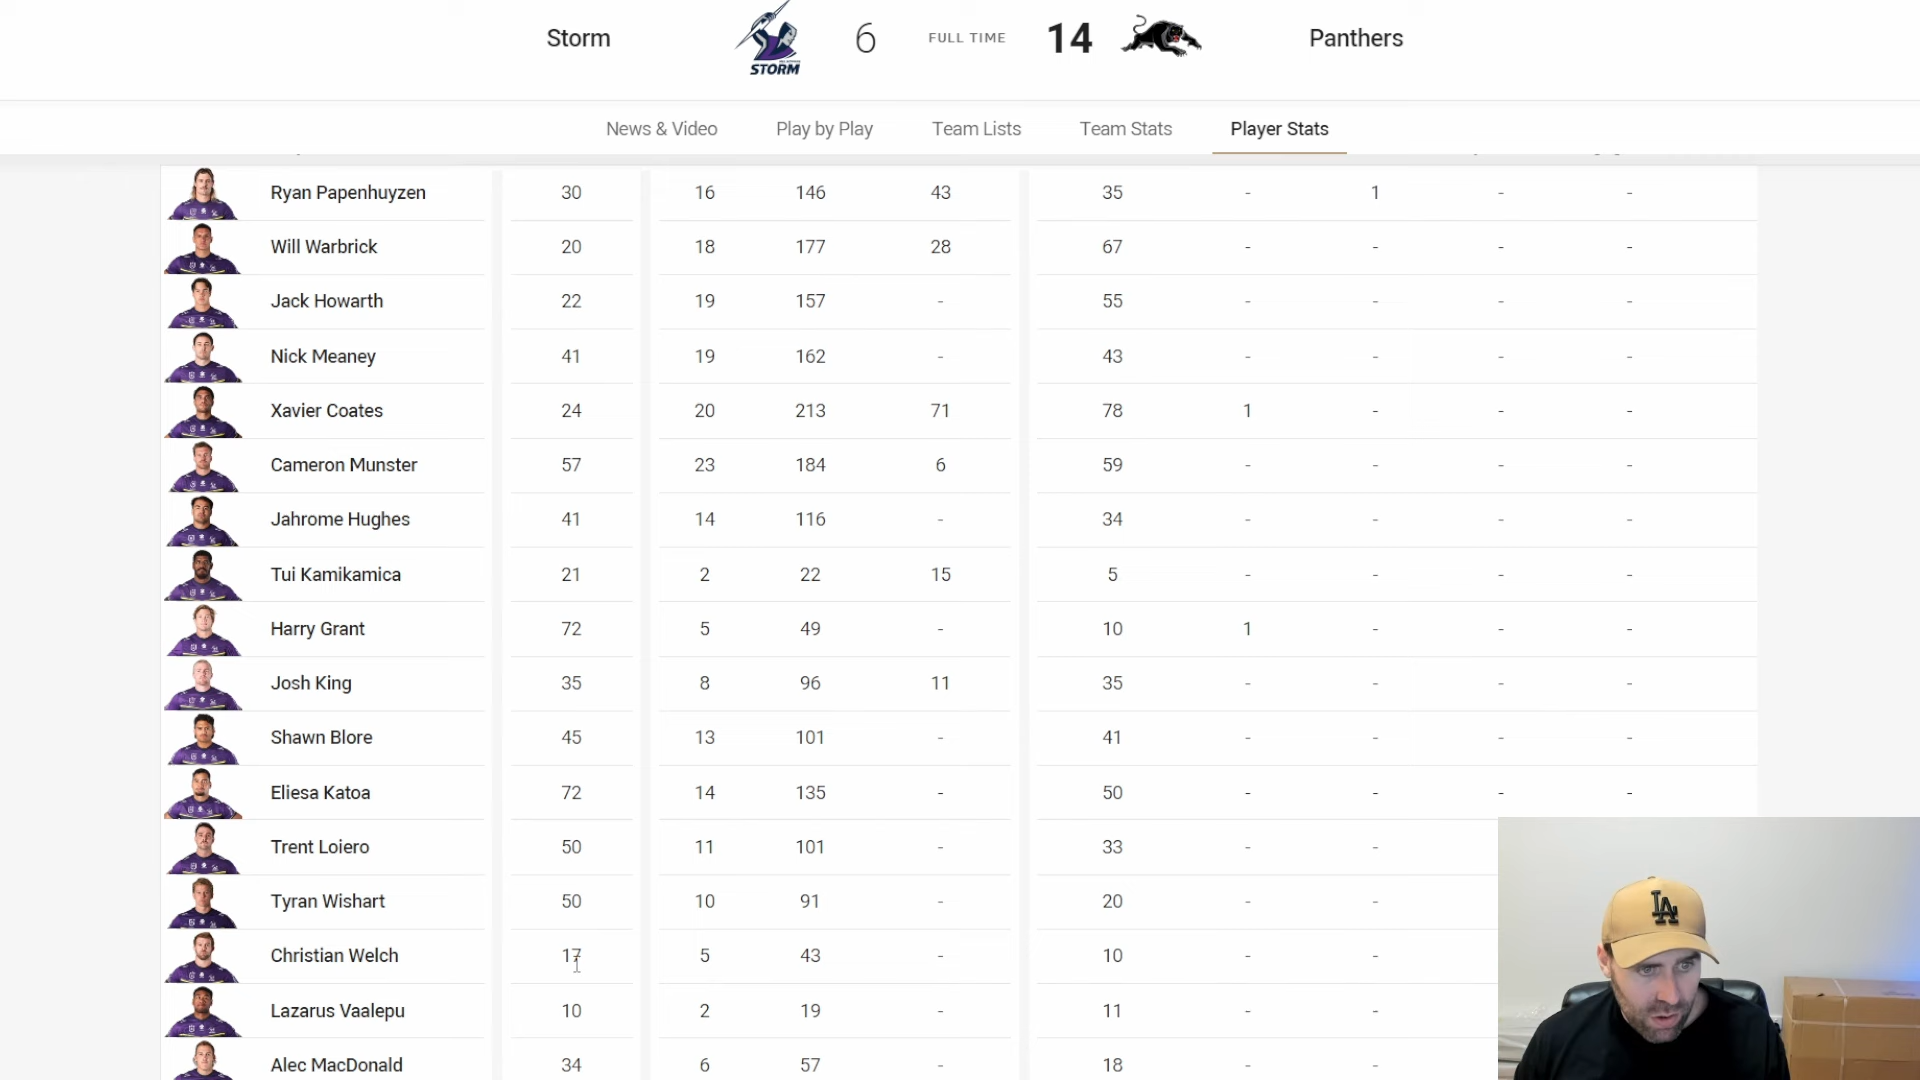 Storm STORM 6 FULL TIME 14 Panthers
News & Video Play by Play Team Lists Team Stats Player Stats
Ryan Papenhuyzen 30 16 146 43 35 - 1 - -
Will Warbrick 20 18 177 28 67 - - - -
Jack Howarth 22 19 157 - 55 - - - -
Nick Meaney 41 19 162 - 43 - - - -
Xavier Coates 24 20 213 71 78 1 - - -
Cameron Munster 57 23 184 6 59 - - - -
Jahrome Hughes 41 14 116 - 34 - - - -
Tui Kamikamica 21 2 22 15 5 - - - -
Harry Grant 72 5 49 - 10 1 - - -
Josh King 35 8 96 11 35 - - - -
Shawn Blore 45 13 101 - 41 - - - -
Eliesa Katoa 72 14 135 - 50 - - - -
Trent Loiero 50 11 101 - 33 - -
Tyran Wishart 50 10 91 - 20 - -
Christian Welch 17 5 43 - 10 - -
Lazarus Vaalepu 10 2 19 - 11 - -
Alec MacDonald 34 6 57 - 18 - -
LA